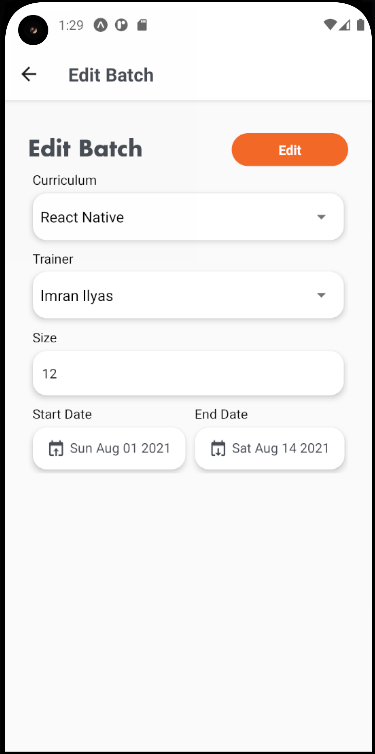 1:29
Edit Batch
Edit Batch
Edit
Curriculum
React Native
Trainer
Imran Ilyas
Size
12
Start Date End Date
Sun Aug 01 2021 Sat Aug 14 2021